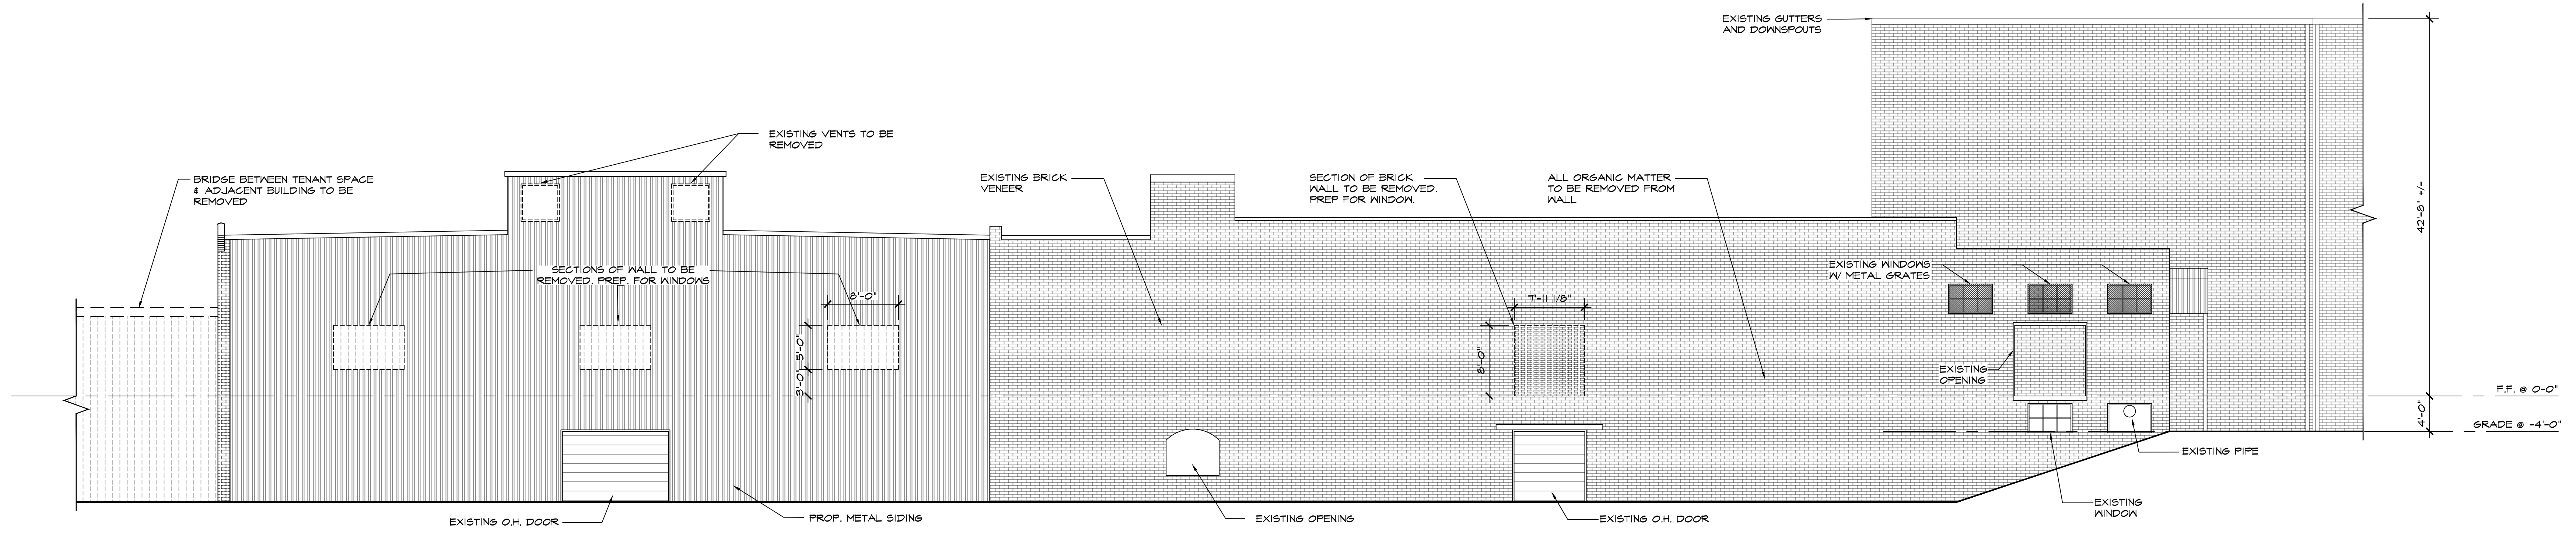 EXISTING GUTTERS
AND DOWNSPOUTS
EXISTING VENTS TO BE
REMOVED
BRIDGE BETWEEN TENANT SPACE
& ADJACENT BUILDING TO BE
REMOVED
EXISTING BRICK
VENEER
SECTION OF BRICK
WALL TO BE REMOVED.
PREP FOR WINDOW.
ALL ORGANIC MATTER
TO BE REMOVED FROM
WALL
42'-8" +/-
SECTIONS OF WALL TO BE
REMOVED. PREP. FOR WINDOWS
EXISTING WINDOWS
W/ METAL GRATES
8'-0"
7'-11 1/8"
5'-0"
3'-0"
8'-0"
EXISTING
OPENING
F.F. @ 0-0"
4'-0"
GRADE @ -4'-0"
EXISTING PIPE
EXISTING
WINDOW
EXISTING O.H. DOOR
PROP. METAL SIDING
EXISTING OPENING
EXISTING O.H. DOOR